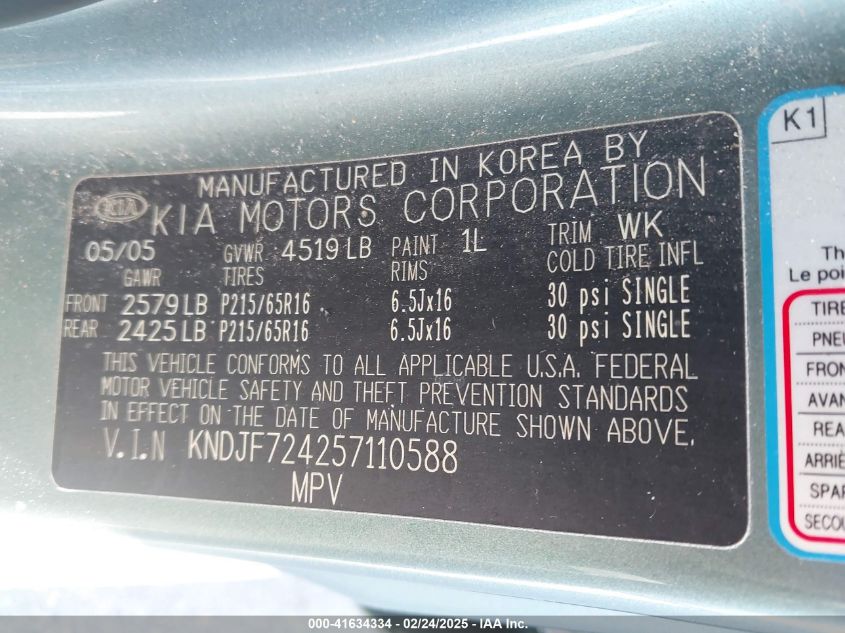 MANUFACTURED IN KOREA BY
KIA KIA MOTORS CORPORATION
05/05 GVWR 4519 LB PAINT 1L TRIM WK
GAWR TIRES RIMS COLD TIRE INFL
FRONT 2579 LB P215/65R16 6.5Jx16 30 psi SINGLE
REAR 2425 LB P215/65R16 6.5Jx16 30 psi SINGLE
THIS VEHICLE CONFORMS TO ALL APPLICABLE U.S.A. FEDERAL
MOTOR VEHICLE SAFETY AND THEFT PREVENTION STANDARDS
IN EFFECT ON THE DATE OF MANUFACTURE SHOWN ABOVE.
V.I.N KNDJF724257110588
MPV
K1
Th
Le poi
TIRE
PNEU
FRON
AVAN
REA
ARRIÈ
SPAR
SECOU
000-41634334 - 02/24/2025 - IAA Inc.